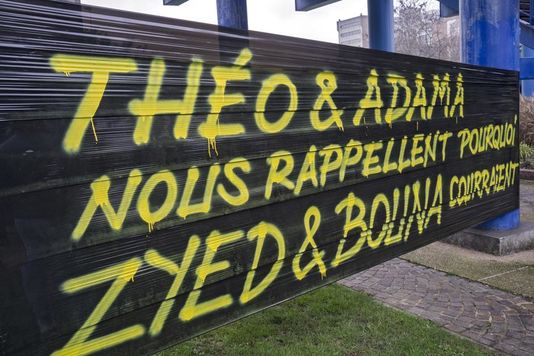 THÉO & ADAMA
NOUS RAPPELLENT POURQUOI
ZYED & BOUNA COURRAIENT